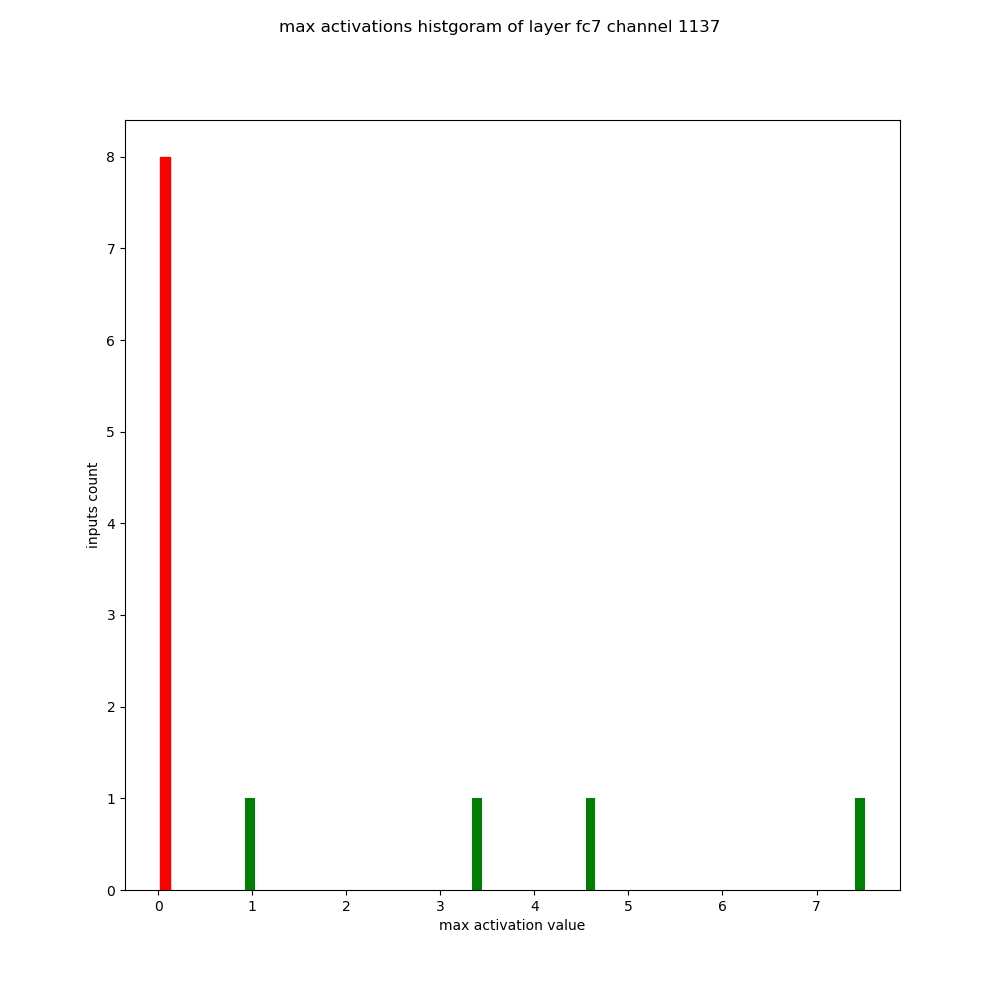 max activations histgoram of layer fc7 channel 1137
8
7
6
5
4
3
2
1
0
inputs count
0 1 2 3 4 5 6 7
max activation value